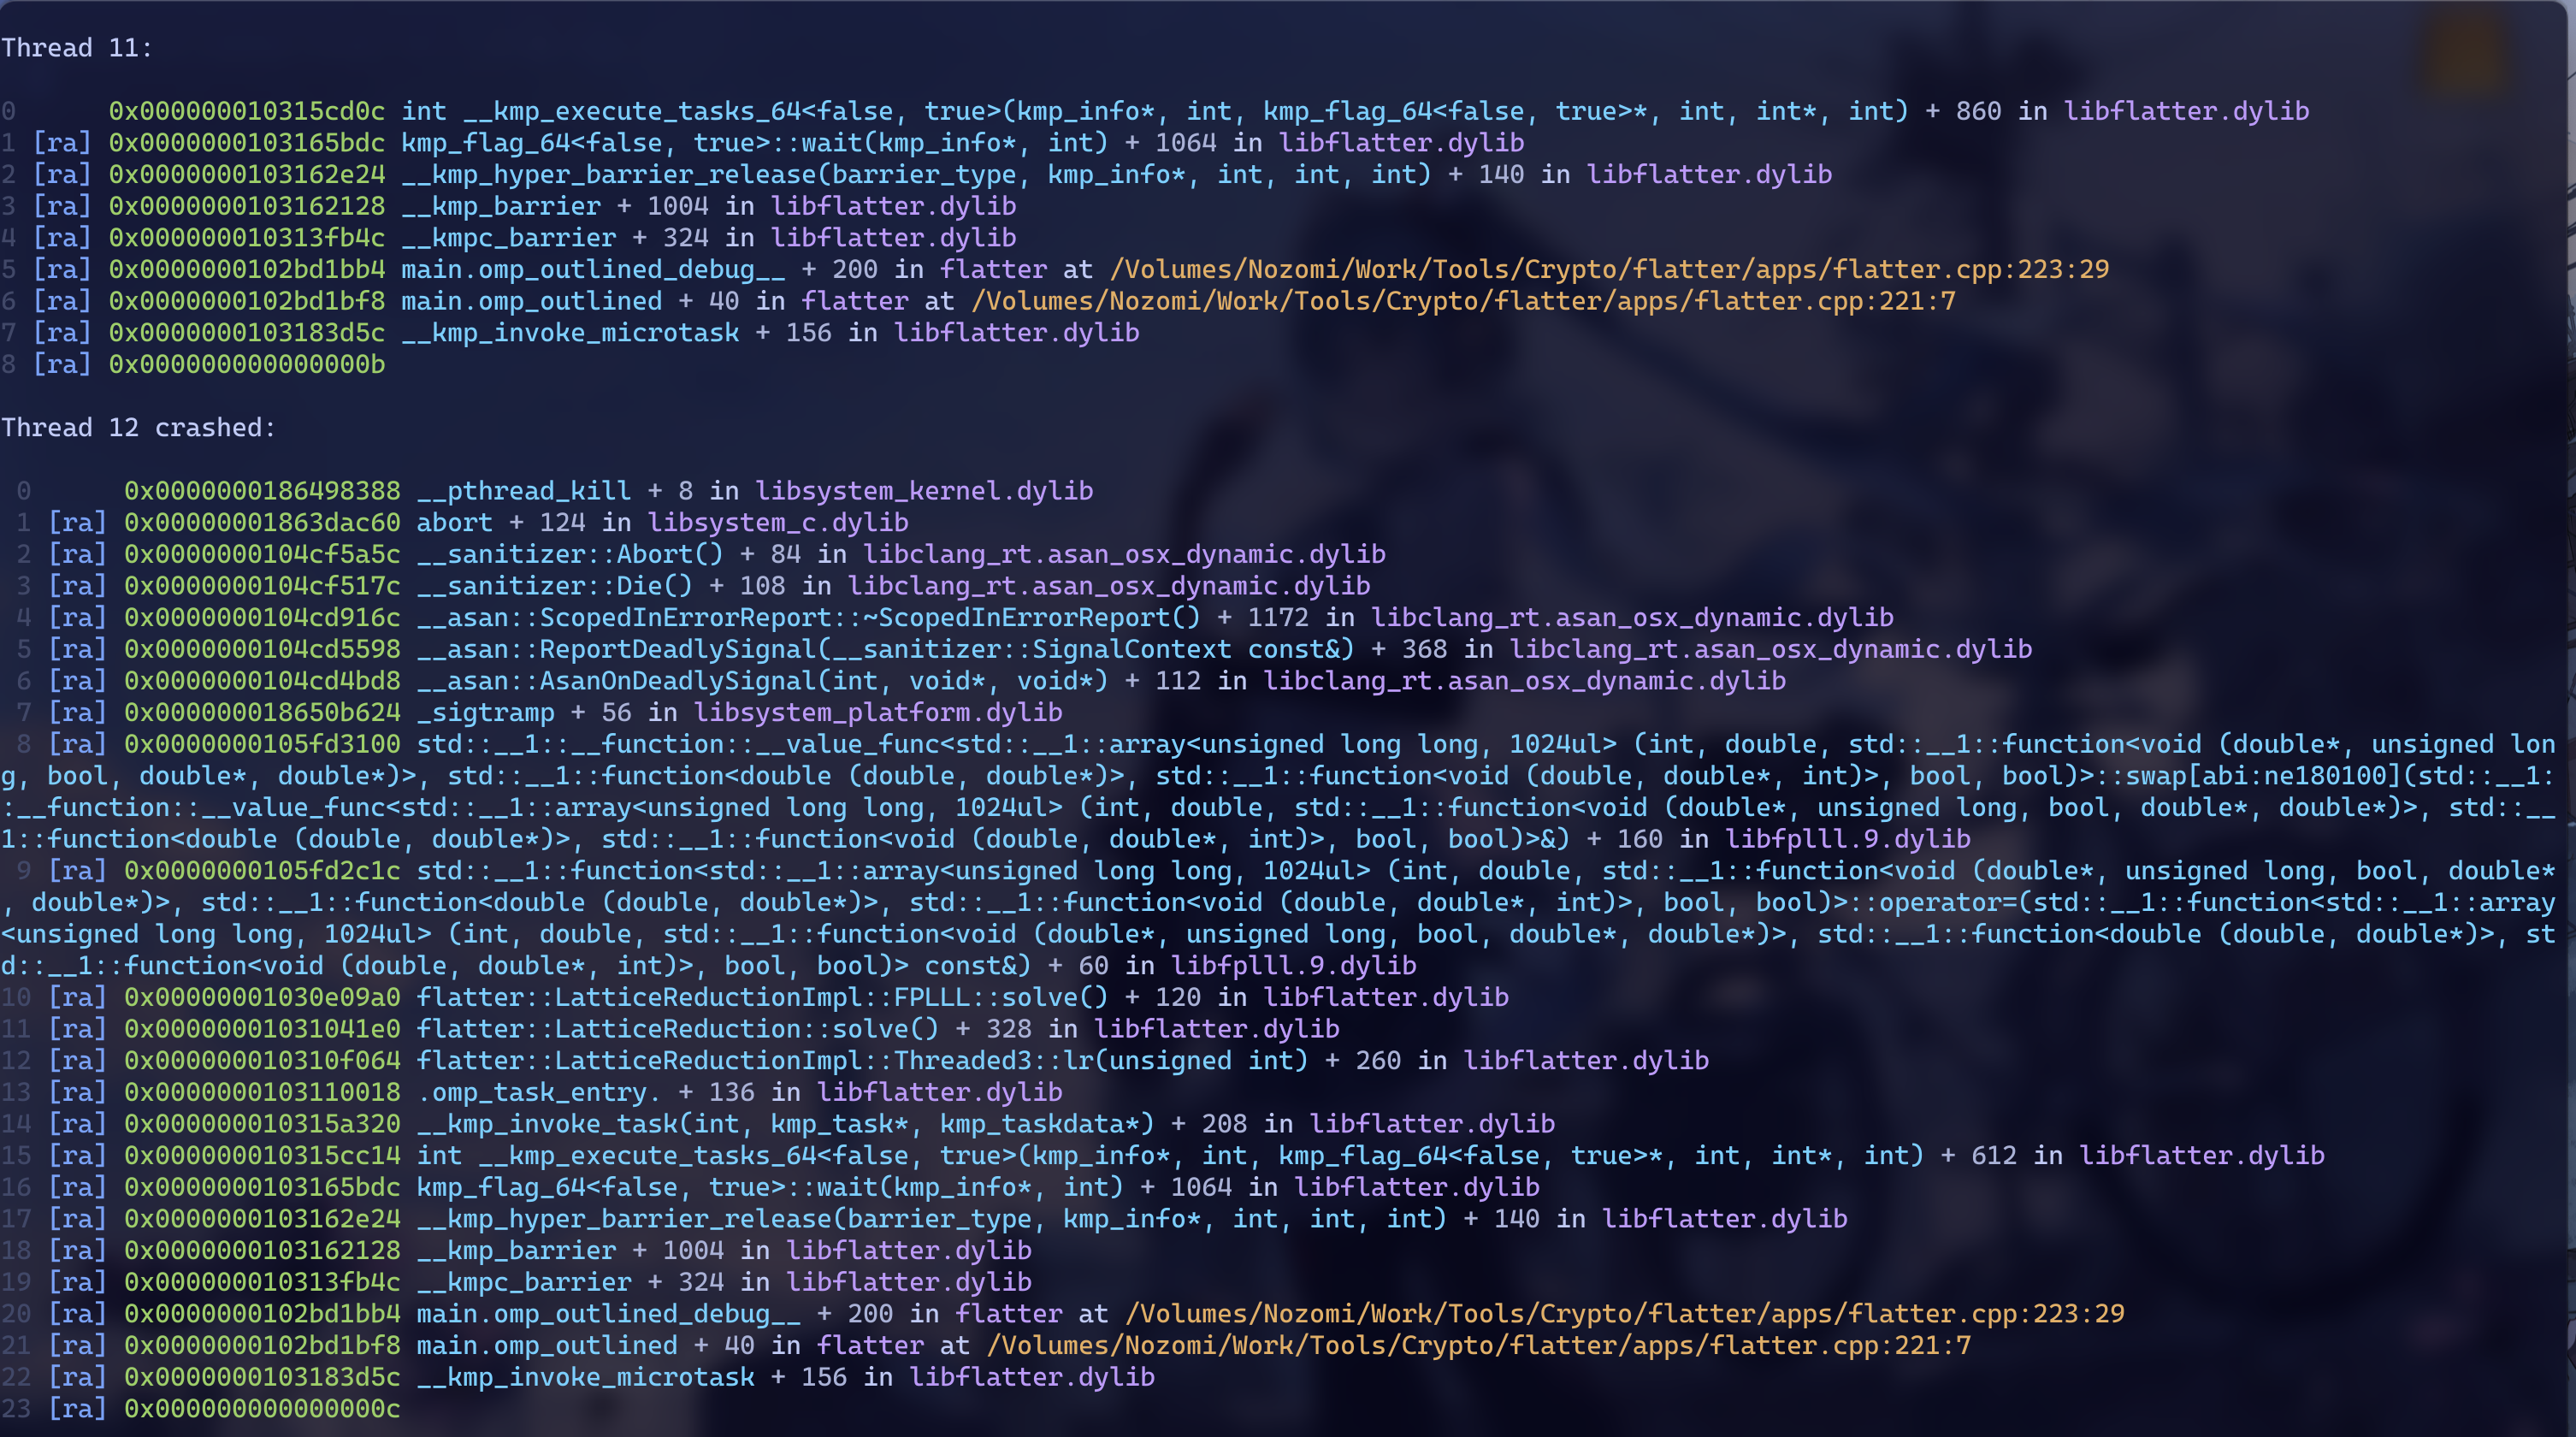 Thread 11:
0      0x000000010315cd0c int __kmp_execute_tasks_64<false, true>(kmp_info*, int, kmp_flag_64<false, true>*, int, int*, int) + 860 in libflatter.dylib
1 [ra] 0x0000000103165bdc kmp_flag_64<false, true>::wait(kmp_info*, int) + 1064 in libflatter.dylib
2 [ra] 0x0000000103162e24 __kmp_hyper_barrier_release(barrier_type, kmp_info*, int, int, int) + 140 in libflatter.dylib
3 [ra] 0x0000000103162128 __kmp_barrier + 1004 in libflatter.dylib
4 [ra] 0x000000010313fb4c __kmpc_barrier + 324 in libflatter.dylib
5 [ra] 0x0000000102bd1bb4 main.omp_outlined_debug__ + 200 in flatter at /Volumes/Nozomi/Work/Tools/Crypto/flatter/apps/flatter.cpp:223:29
6 [ra] 0x0000000102bd1bf8 main.omp_outlined + 40 in flatter at /Volumes/Nozomi/Work/Tools/Crypto/flatter/apps/flatter.cpp:221:7
7 [ra] 0x0000000103183d5c __kmp_invoke_microtask + 156 in libflatter.dylib
8 [ra] 0x000000000000000b
Thread 12 crashed:
0      0x0000000186498388 __pthread_kill + 8 in libsystem_kernel.dylib
1 [ra] 0x00000001863dac60 abort + 124 in libsystem_c.dylib
2 [ra] 0x0000000104cf5a5c __sanitizer::Abort() + 84 in libclang_rt.asan_osx_dynamic.dylib
3 [ra] 0x0000000104cf517c __sanitizer::Die() + 108 in libclang_rt.asan_osx_dynamic.dylib
4 [ra] 0x0000000104cd916c __asan::ScopedInErrorReport::~ScopedInErrorReport() + 1172 in libclang_rt.asan_osx_dynamic.dylib
5 [ra] 0x0000000104cd5598 __asan::ReportDeadlySignal(__sanitizer::SignalContext const&) + 368 in libclang_rt.asan_osx_dynamic.dylib
6 [ra] 0x0000000104cd4bd8 __asan::AsanOnDeadlySignal(int, void*, void*) + 112 in libclang_rt.asan_osx_dynamic.dylib
7 [ra] 0x000000018650b624 _sigtramp + 56 in libsystem_platform.dylib
8 [ra] 0x0000000105fd3100 std::__1::__function::__value_func<std::__1::array<unsigned long long, 1024ul> (int, double, std::__1::function<void (double*, unsigned lon
g, bool, double*, double*)>, std::__1::function<double (double, double*)>, std::__1::function<void (double, double*, int)>, bool, bool)>::swap[abi:ne180100](std::__1:
:__function::__value_func<std::__1::array<unsigned long long, 1024ul> (int, double, std::__1::function<void (double*, unsigned long, bool, double*, double*)>, std::__
1::function<double (double, double*)>, std::__1::function<void (double, double*, int)>, bool, bool)>&) + 160 in libfplll.9.dylib
9 [ra] 0x0000000105fd2c1c std::__1::function<std::__1::array<unsigned long long, 1024ul> (int, double, std::__1::function<void (double*, unsigned long, bool, double*
, double*)>, std::__1::function<double (double, double*)>, std::__1::function<void (double, double*, int)>, bool, bool)>::operator=(std::__1::function<std::__1::array
<unsigned long long, 1024ul> (int, double, std::__1::function<void (double*, unsigned long, bool, double*, double*)>, std::__1::function<double (double, double*)>, st
d::__1::function<void (double, double*, int)>, bool, bool)> const&) + 60 in libfplll.9.dylib
10 [ra] 0x00000001030e09a0 flatter::LatticeReductionImpl::FPLLL::solve() + 120 in libflatter.dylib
11 [ra] 0x00000001031041e0 flatter::LatticeReduction::solve() + 328 in libflatter.dylib
12 [ra] 0x000000010310f064 flatter::LatticeReductionImpl::Threaded3::lr(unsigned int) + 260 in libflatter.dylib
13 [ra] 0x0000000103110018 .omp_task_entry. + 136 in libflatter.dylib
14 [ra] 0x000000010315a320 __kmp_invoke_task(int, kmp_task*, kmp_taskdata*) + 208 in libflatter.dylib
15 [ra] 0x000000010315cc14 int __kmp_execute_tasks_64<false, true>(kmp_info*, int, kmp_flag_64<false, true>*, int, int*, int) + 612 in libflatter.dylib
16 [ra] 0x0000000103165bdc kmp_flag_64<false, true>::wait(kmp_info*, int) + 1064 in libflatter.dylib
17 [ra] 0x0000000103162e24 __kmp_hyper_barrier_release(barrier_type, kmp_info*, int, int, int) + 140 in libflatter.dylib
18 [ra] 0x0000000103162128 __kmp_barrier + 1004 in libflatter.dylib
19 [ra] 0x000000010313fb4c __kmpc_barrier + 324 in libflatter.dylib
20 [ra] 0x0000000102bd1bb4 main.omp_outlined_debug__ + 200 in flatter at /Volumes/Nozomi/Work/Tools/Crypto/flatter/apps/flatter.cpp:223:29
21 [ra] 0x0000000102bd1bf8 main.omp_outlined + 40 in flatter at /Volumes/Nozomi/Work/Tools/Crypto/flatter/apps/flatter.cpp:221:7
22 [ra] 0x0000000103183d5c __kmp_invoke_microtask + 156 in libflatter.dylib
23 [ra] 0x000000000000000c